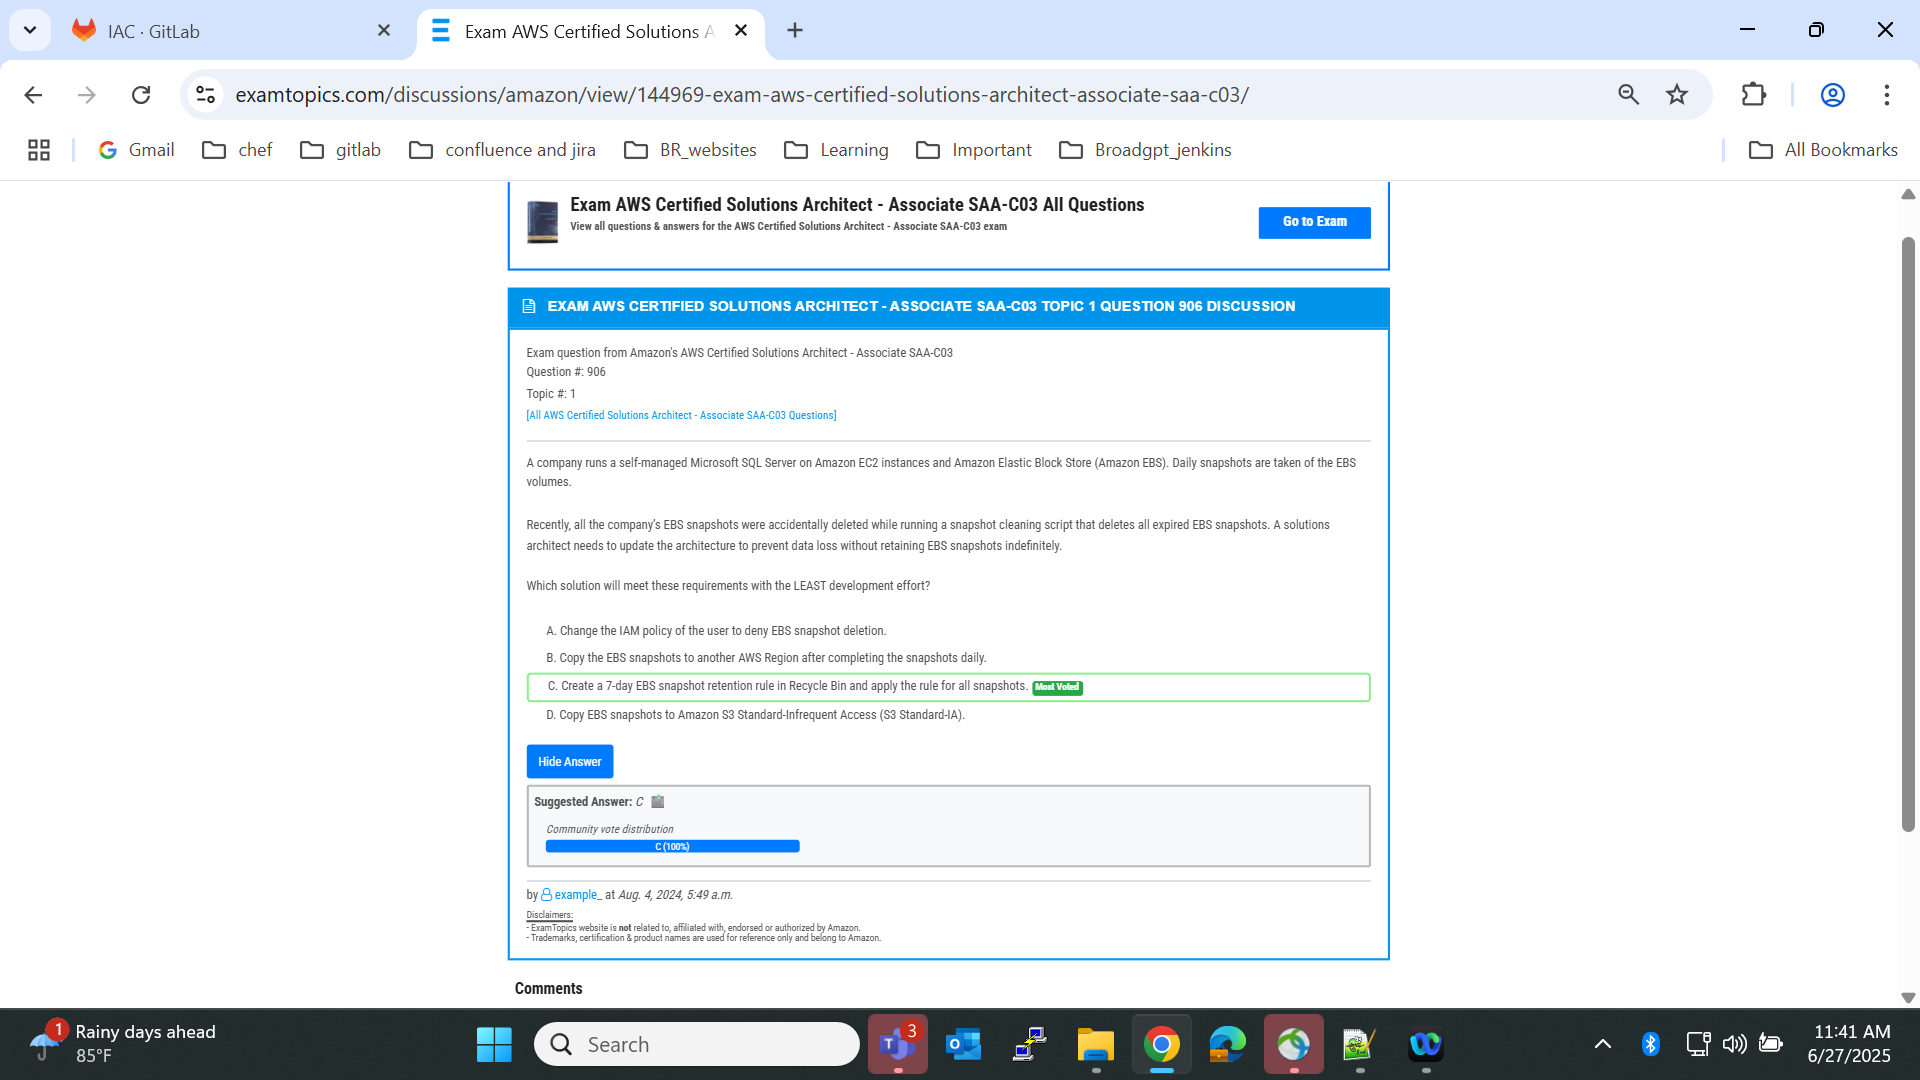 IAC · GitLab
Exam AWS Certified Solutions A
examtopics.com/discussions/amazon/view/144969-exam-aws-certified-solutions-architect-associate-saa-c03/
Gmail
chef
gitlab
confluence and jira
BR_websites
Learning
Important
Broadgpt_jenkins
All Bookmarks
Exam AWS Certified Solutions Architect - Associate SAA-C03 All Questions
View all questions & answers for the AWS Certified Solutions Architect - Associate SAA-C03 exam
Go to Exam
EXAM AWS CERTIFIED SOLUTIONS ARCHITECT - ASSOCIATE SAA-C03 TOPIC 1 QUESTION 906 DISCUSSION
Exam question from Amazon's AWS Certified Solutions Architect - Associate SAA-C03
Question #: 906
Topic #: 1
[All AWS Certified Solutions Architect - Associate SAA-C03 Questions]
A company runs a self-managed Microsoft SQL Server on Amazon EC2 instances and Amazon Elastic Block Store (Amazon EBS). Daily snapshots are taken of the EBS
volumes.
Recently, all the company's EBS snapshots were accidentally deleted while running a snapshot cleaning script that deletes all expired EBS snapshots. A solutions
architect needs to update the architecture to prevent data loss without retaining EBS snapshots indefinitely.
Which solution will meet these requirements with the LEAST development effort?
A. Change the IAM policy of the user to deny EBS snapshot deletion.
B. Copy the EBS snapshots to another AWS Region after completing the snapshots daily.
C. Create a 7-day EBS snapshot retention rule in Recycle Bin and apply the rule for all snapshots. Most Voted
D. Copy EBS snapshots to Amazon S3 Standard-Infrequent Access (S3 Standard-IA).
Hide Answer
Suggested Answer: C
Community vote distribution
C (100%)
by example_ at Aug. 4, 2024, 5:49 a.m.
Disclaimers:
- ExamTopics website is not related to, affiliated with, endorsed or authorized by Amazon.
- Trademarks, certification & product names are used for reference only and belong to Amazon.
Comments
1
Rainy days ahead
85°F
Search
3
11:41 AM
6/27/2025